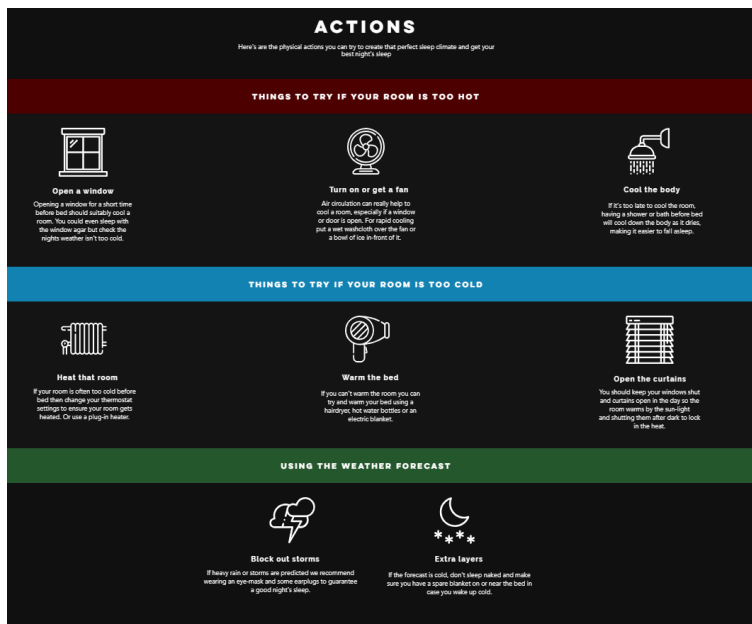 ACTIONS
Here's are the physical actions you can try to create that perfect sleep climate and get your
best night's sleep
THINGS TO TRY IF YOUR ROOM IS TOO HOT
Open a window
Opening a window for a short time
before bed should suitably cool a
room. You could even sleep with
the window agar but check the
nights weather isn't too cold.
Turn on or get a fan
Air circulation can really help to
cool a room, especially if a window
or door is open. For rapid cooling
put a wet washcloth over the fan or
a bowl of ice in-front of it.
Cool the body
If it's too late to cool the room,
having a shower or bath before bed
will cool down the body as it dries,
making it easier to fall asleep.
THINGS TO TRY IF YOUR ROOM IS TOO COLD
Heat that room
If your room is often too cold before
bed then change your thermostat
settings to ensure your room gets
heated. Or use a plug-in heater.
Warm the bed
If you can't warm the room you can
try and warm your bed using a
hairdryer, hot water bottles or an
electric blanket.
Open the curtains
You should keep your windows shut
and curtains open in the day so the
room warms by the sun-light
and shutting them after dark to lock
in the heat.
USING THE WEATHER FORECAST
Block out storms
If heavy rain or storms are predicted we recommend
wearing an eye-mask and some earplugs to guarantee
a good night's sleep.
Extra layers
If the forecast is cold, don't sleep naked and make
sure you have a spare blanket on or near the bed in
case you wake up cold.